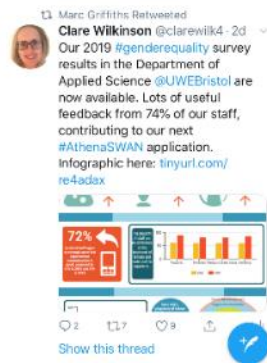 Marc Griffiths Retweeted
Clare Wilkinson @clarewilk4 · 2d
Our 2019 #genderequality survey
results in the Department of
Applied Science @UWEBristol are
now available. Lots of useful
feedback from 74% of our staff,
contributing to our next
#AthenaSWAN application.
Infographic here: tinyurl.com/
re4adax
72%
2 17 9
Show this thread